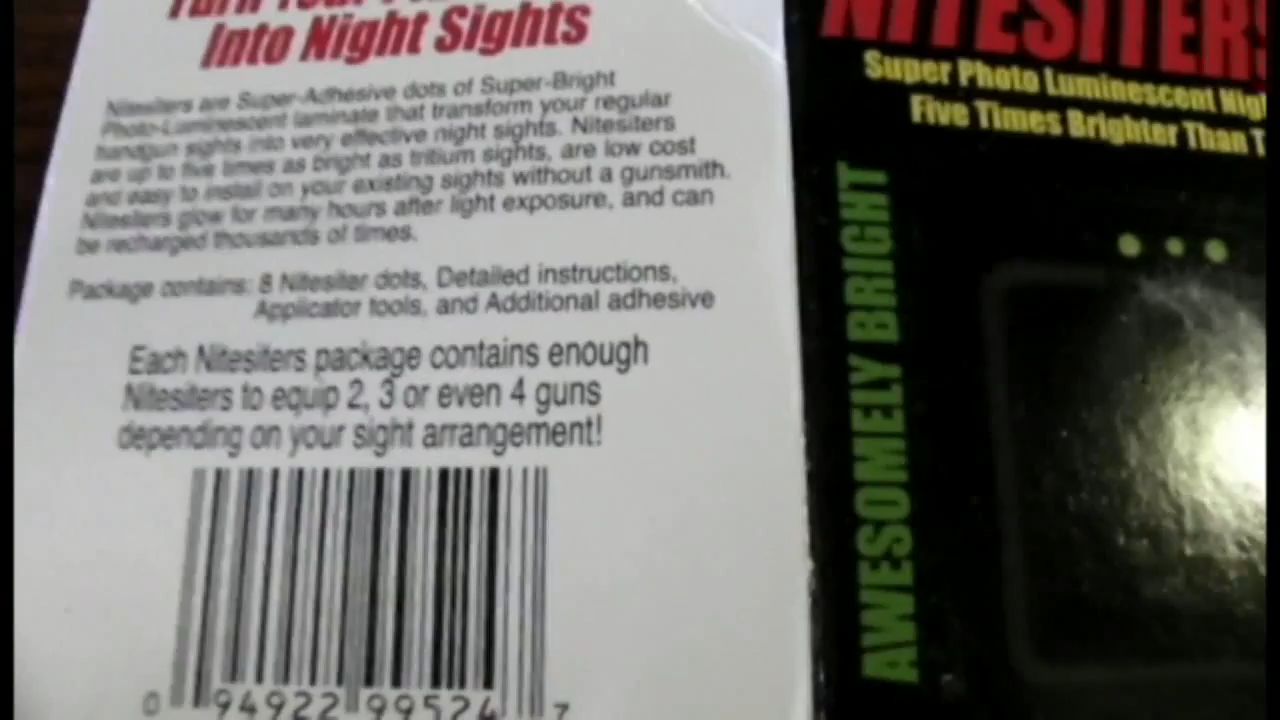 Turn Your
Into Night Sights
Nitesiters are Super-Adhesive dots of Super-Bright
Photo-Luminescent laminate that transform your regular
handgun sights into very effective night sights. Nitesiters
are up to five times as bright as tritium sights, are low cost
and easy to install on your existing sights without a gunsmith.
Nitesiters glow for many hours after light exposure, and can
be recharged thousands of times.
Package contains: 8 Nitesiter dots, Detailed instructions,
Applicator tools, and Additional adhesive
Each Nitesiters package contains enough
Nitesiters to equip 2, 3 or even 4 guns
depending on your sight arrangement!
0 94922 99524 7
NITESITERS
Super Photo Luminescent
Five Times Brighter Than
AWESOMELY BRIGHT